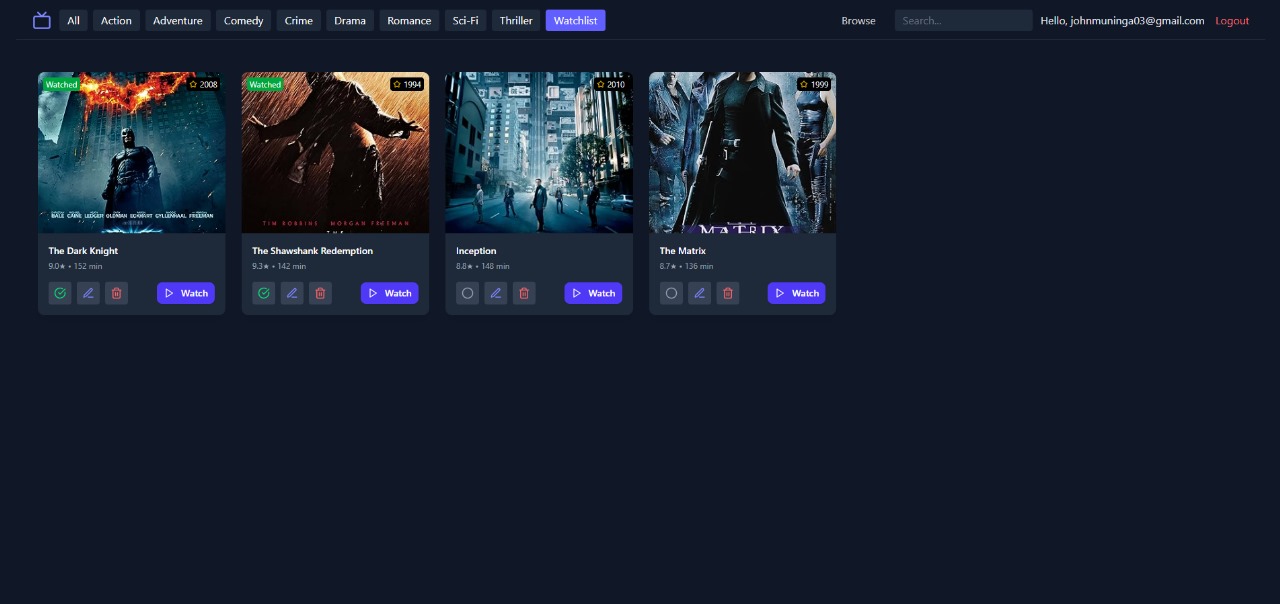 All Action Adventure Comedy Crime Drama Romance Sci-Fi Thriller Watchlist Browse Search... Hello, johnmuninga03@gmail.com Logout
Watched 2008
BALE CAINE LEDGER OLDMAN ECKHART GYLLENHAAL FREEMAN
The Dark Knight
9.0★ • 152 min
Watch
Watched 1994
TIM ROBBINS MORGAN FREEMAN
THE
The Shawshank Redemption
9.3★ • 142 min
Watch
2010
Inception
8.8★ • 148 min
Watch
1999
MATRIX
The Matrix
8.7★ • 136 min
Watch